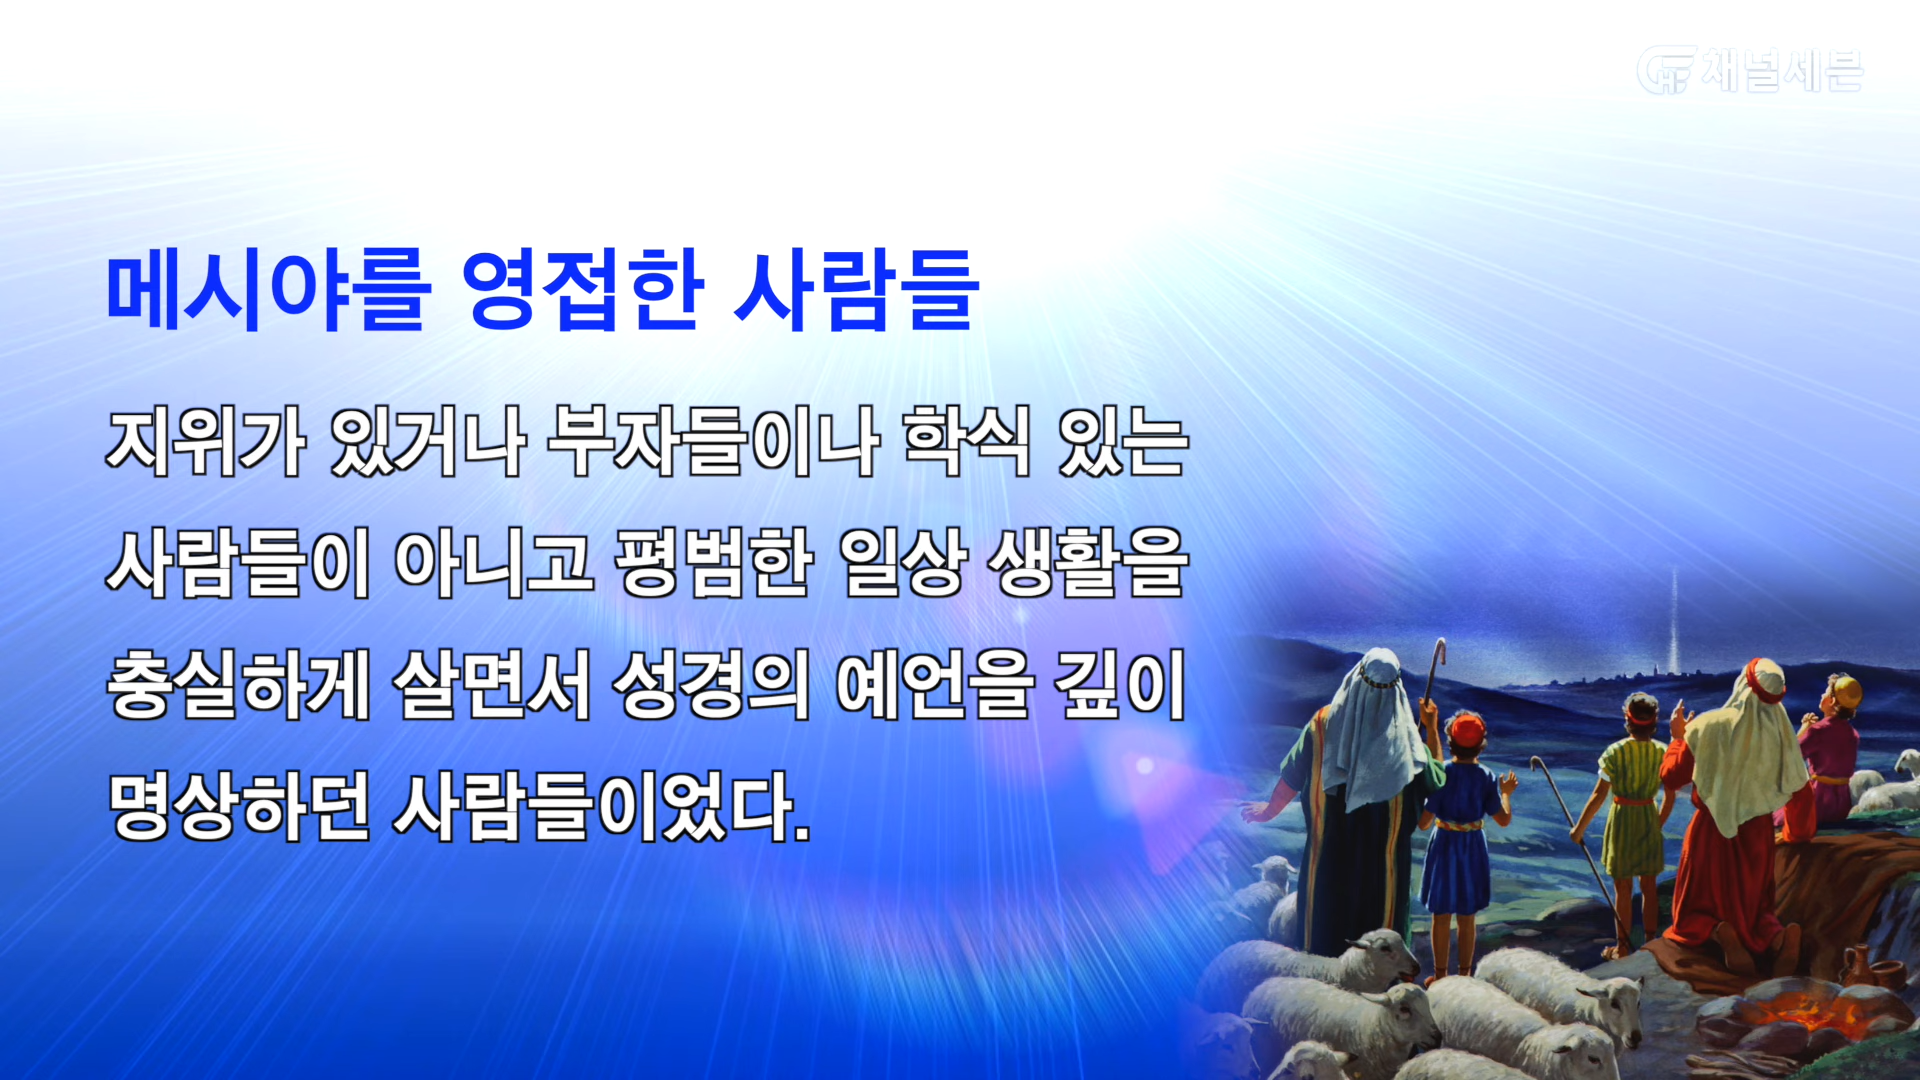 채널세븐
메시야를 영접한 사람들
지위가 있거나 부자들이나 학식 있는
사람들이 아니고 평범한 일상 생활을
충실하게 살면서 성경의 예언을 깊이
명상하던 사람들이었다.